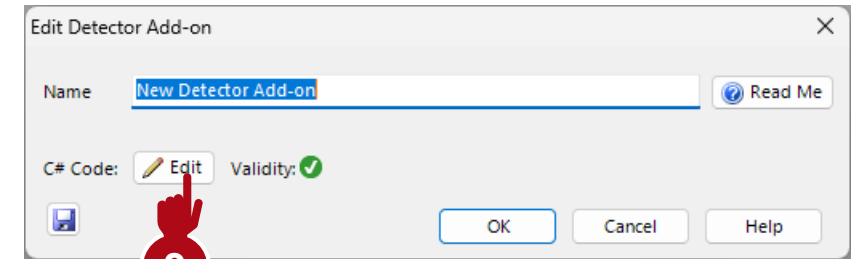 Edit Detector Add-on
Name New Detector Add-on Read Me
C# Code: Edit Validity:
OK Cancel Help